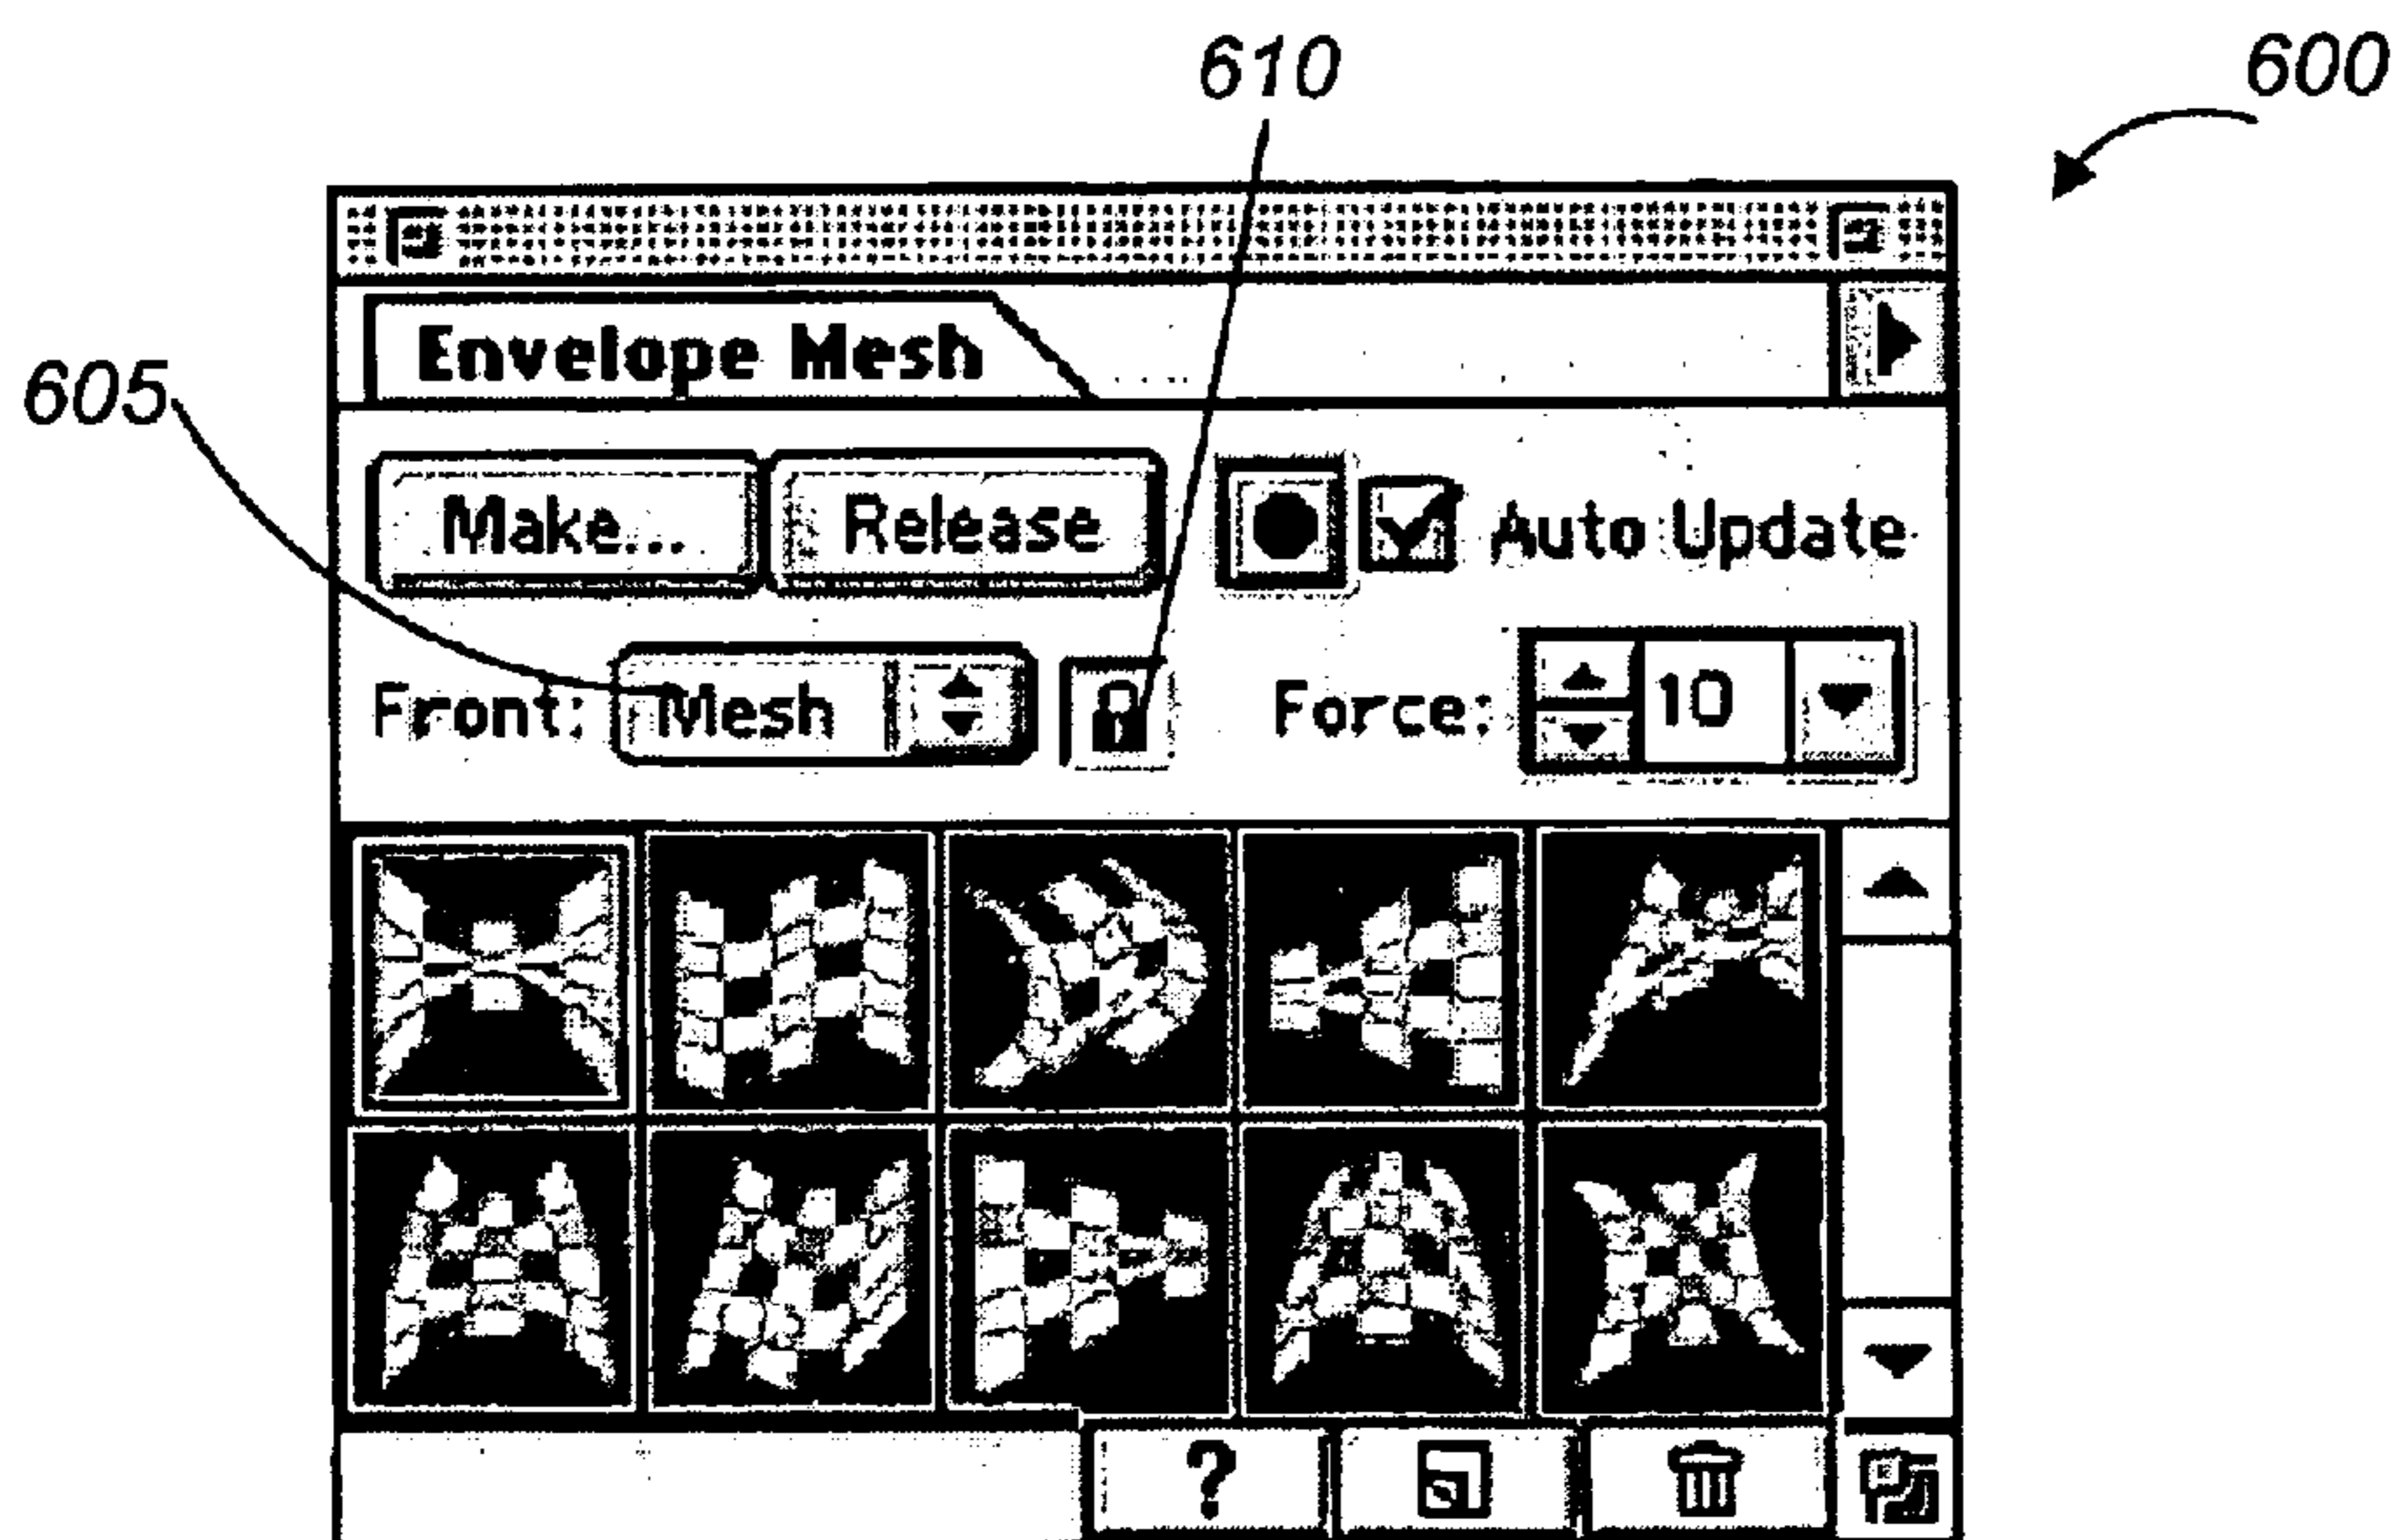 610
600
Envelope Mesh
605
Make... Release Auto Update
Front: Mesh Force: 10
?